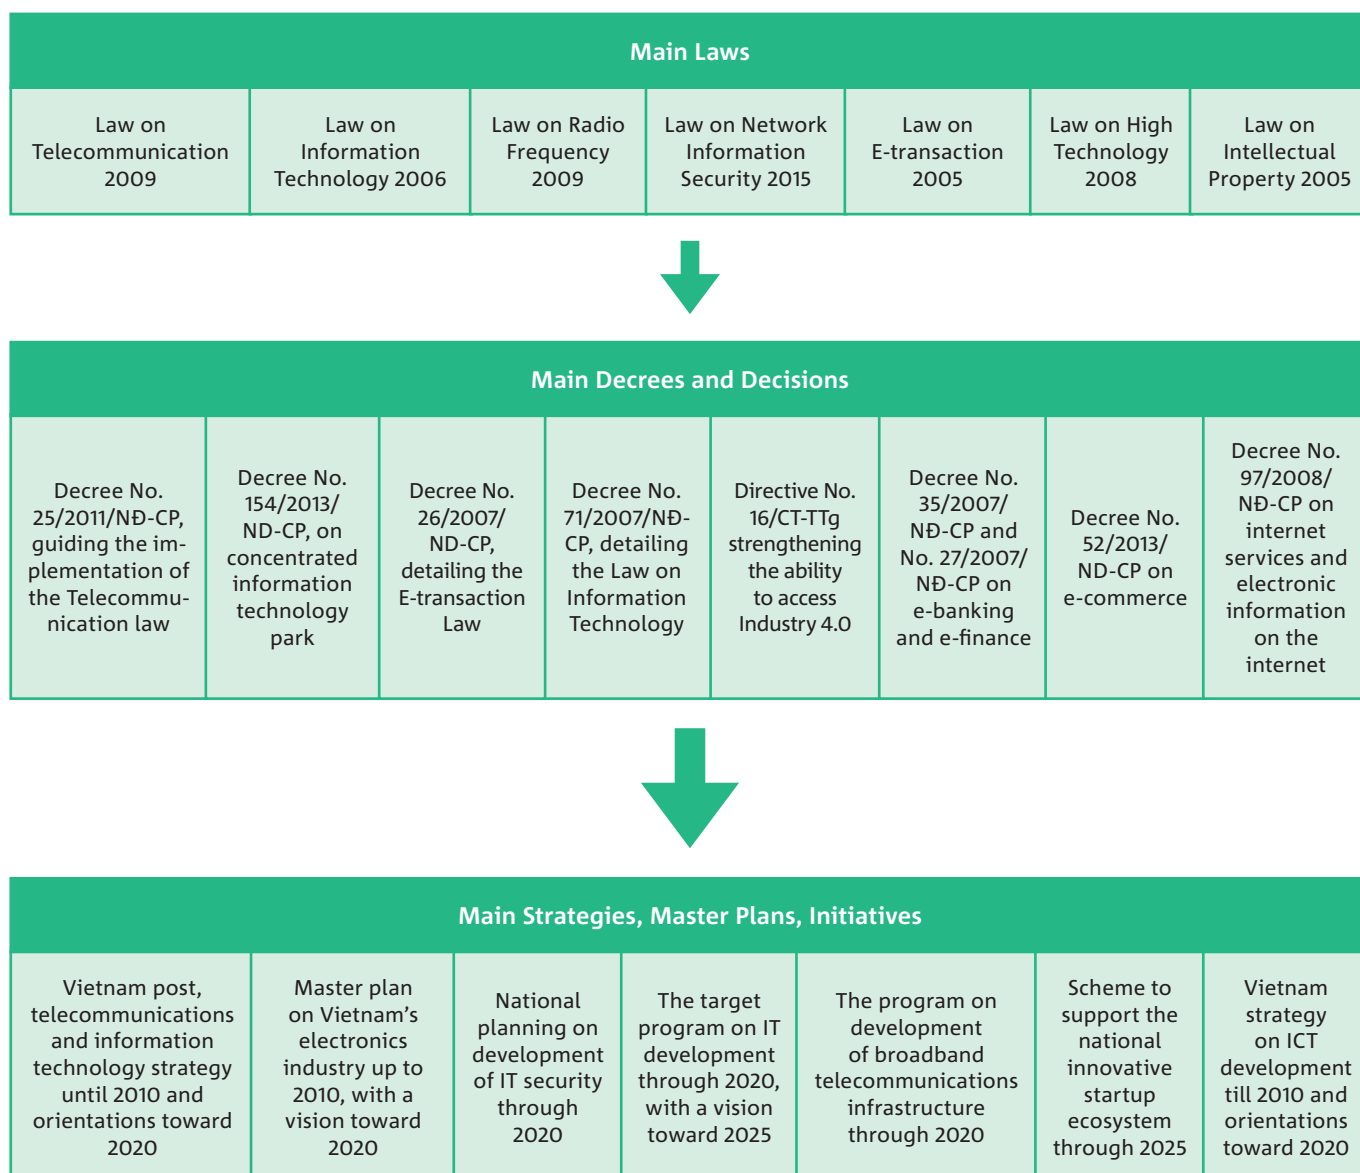 Main Laws
Law on
Telecommunication
2009
Law on
Information
Technology 2006
Law on Radio
Frequency
2009
Law on Network
Information
Security 2015
Law on
E-transaction
2005
Law on High
Technology
2008
Law on
Intellectual
Property 2005
Main Decrees and Decisions
Decree No.
25/2011/NĐ-CP,
guiding the im-
plementation of
the Telecommu-
nication law
Decree No.
154/2013/
ND-CP, on
concentrated
information
technology
park
Decree No.
26/2007/
ND-CP,
detailing the
E-transaction
Law
Decree No.
71/2007/NĐ-
CP, detailing
the Law on
Information
Technology
Directive No.
16/CT-TTg
strengthening
the ability
to access
Industry 4.0
Decree No.
35/2007/
NĐ-CP and
No. 27/2007/
NĐ-CP on
e-banking
and e-finance
Decree No.
52/2013/
ND-CP on
e-commerce
Decree No.
97/2008/
NĐ-CP on
internet
services and
electronic
information
on the
internet
Main Strategies, Master Plans, Initiatives
Vietnam post,
telecommunications
and information
technology strategy
until 2010 and
orientations toward
2020
Master plan
on Vietnam’s
electronics
industry up to
2010, with a
vision toward
2020
National
planning on
development
of IT security
through
2020
The target
program on IT
development
through 2020,
with a vision
toward 2025
The program on
development
of broadband
telecommunications
infrastructure
through 2020
Scheme to
support the
national
innovative
startup
ecosystem
through 2025
Vietnam
strategy
on ICT
development
till 2010 and
orientations
toward 2020